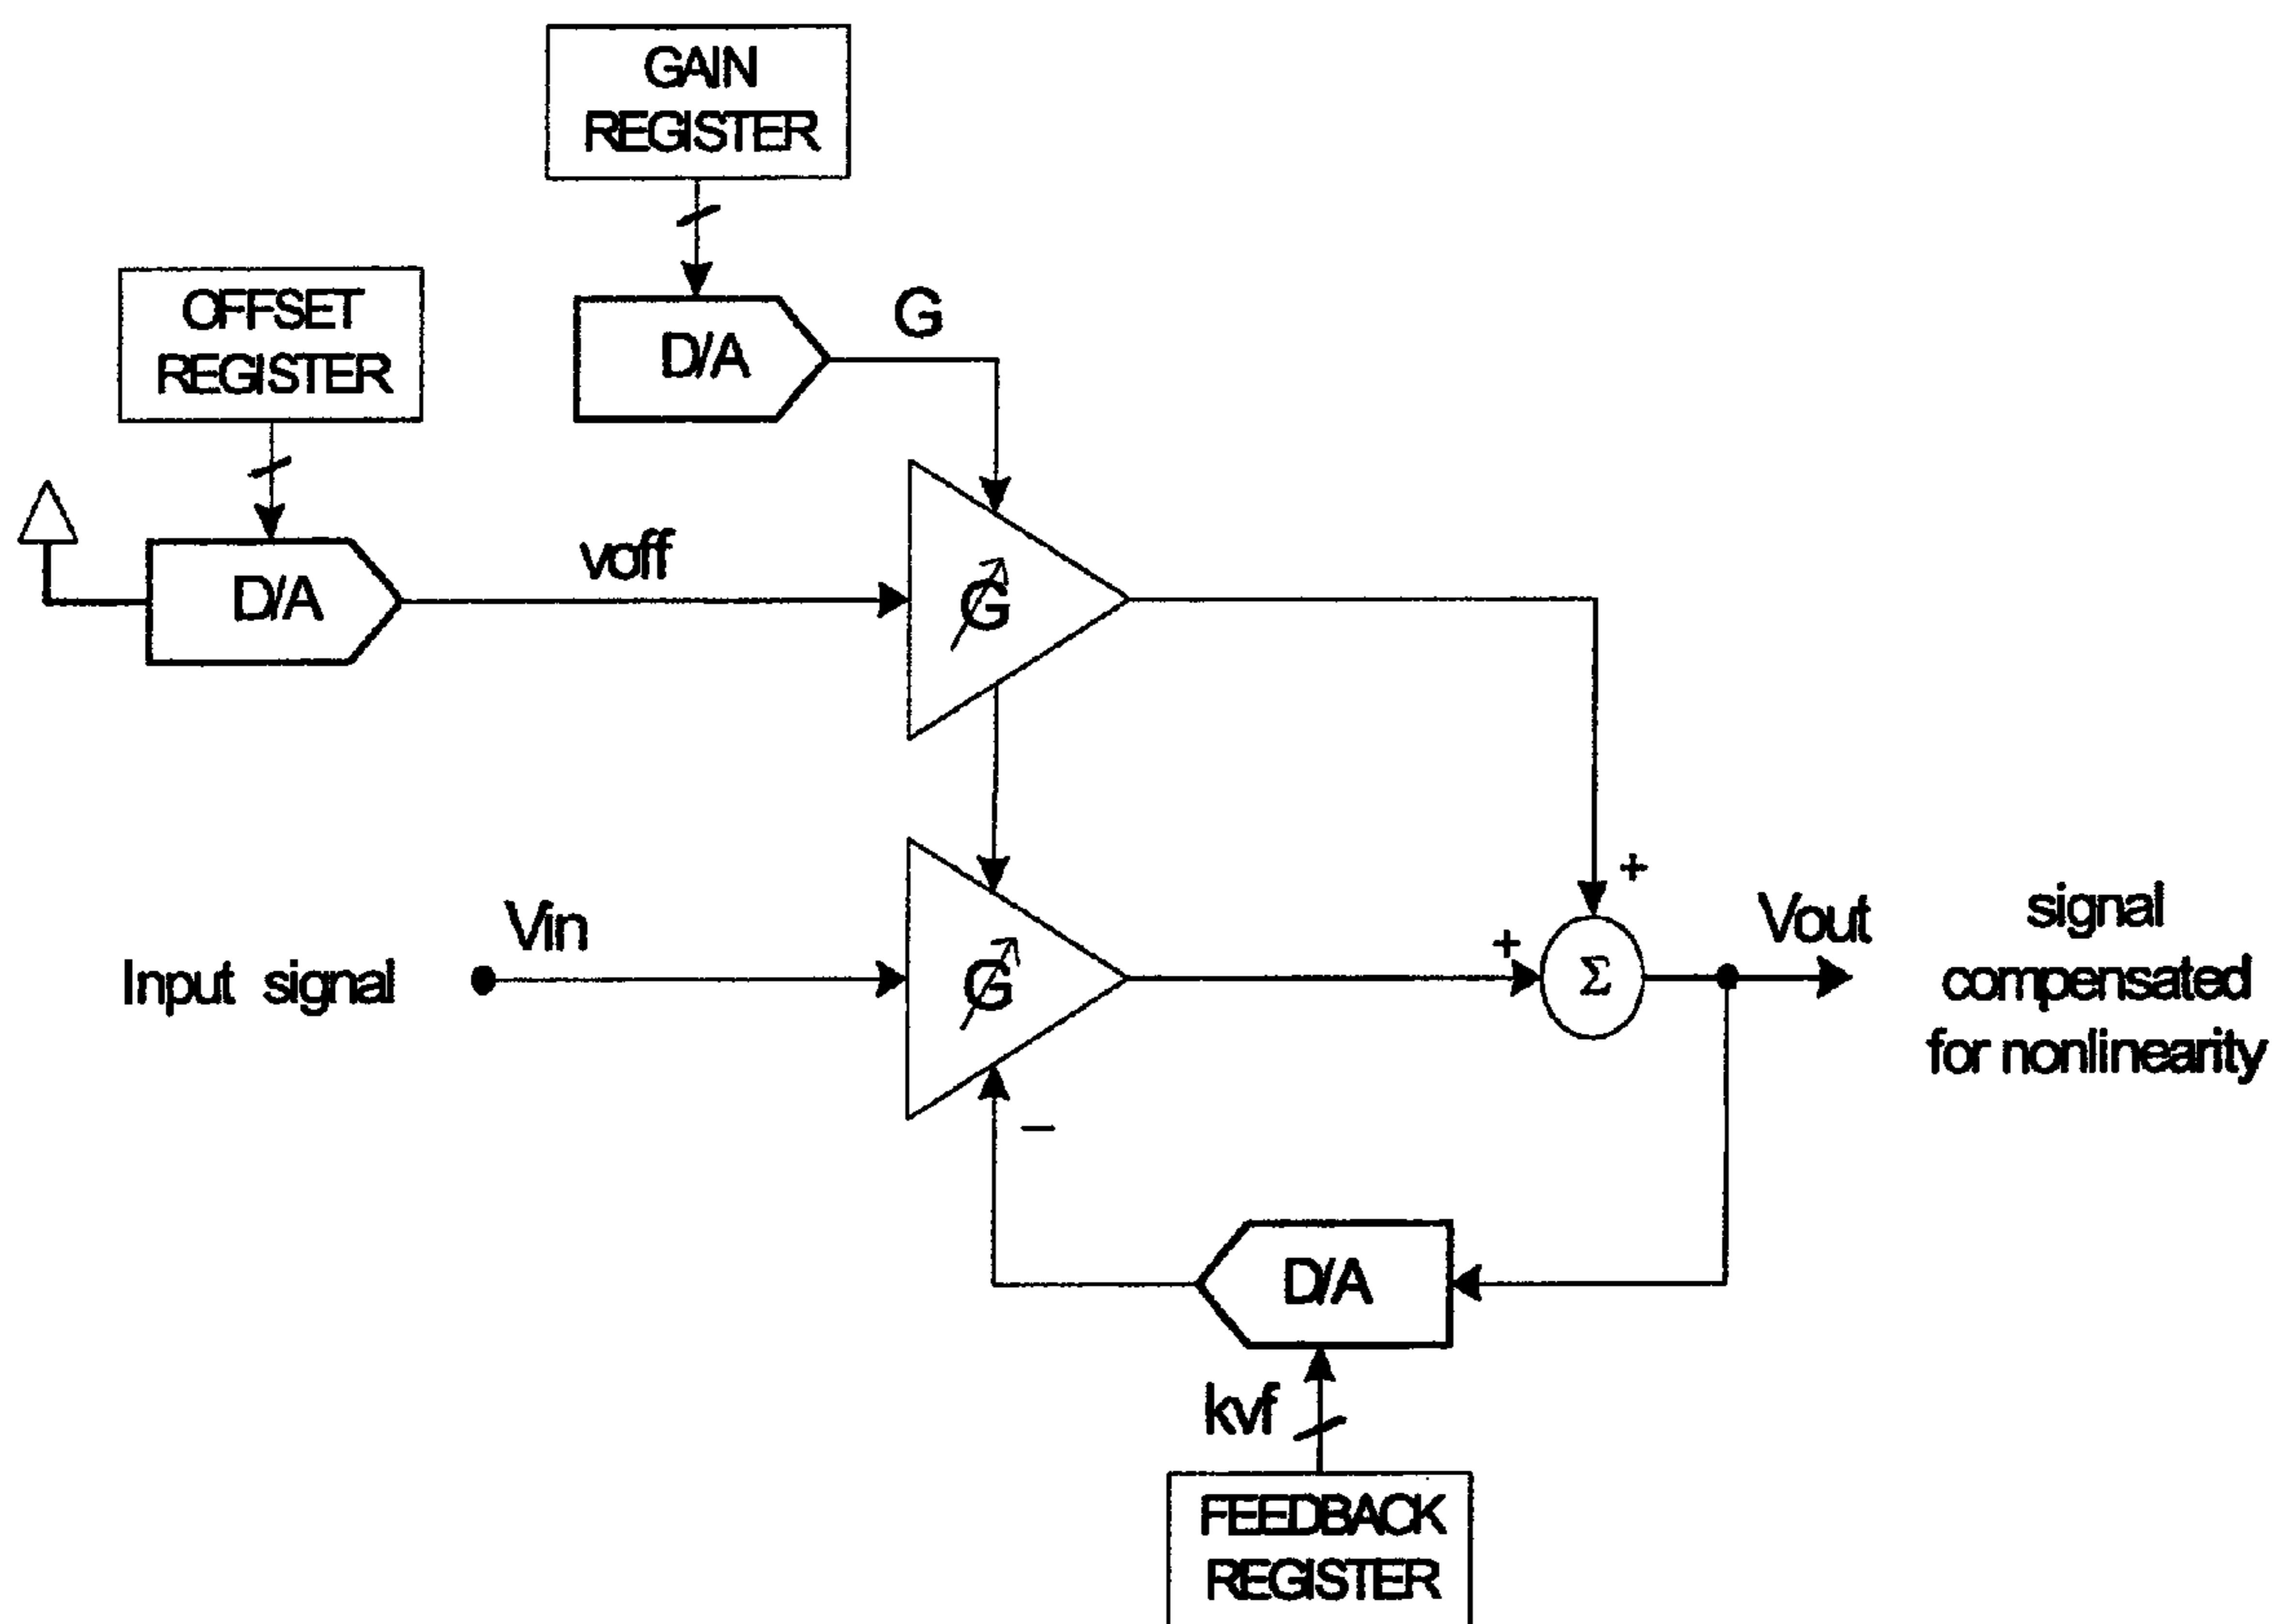 GAIN
REGISTER
OFFSET
REGISTER
D/A
G
D/A
voff
G
Vin
Input signal
G
+
+
Σ
Vout
signal
compensated
for nonlinearity
−
D/A
kvf
FEEDBACK
REGISTER